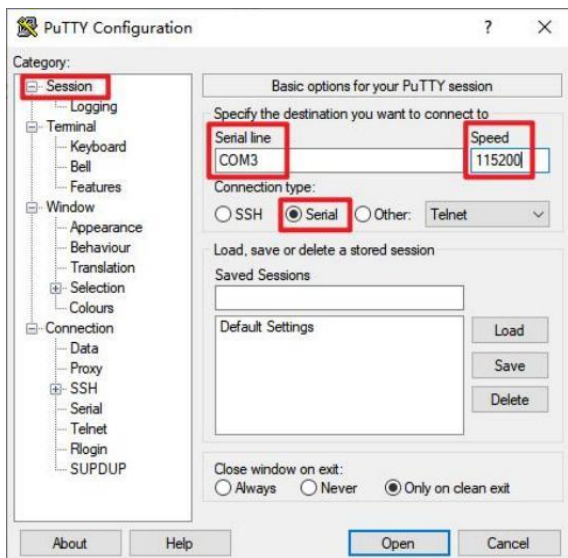 PuTTY Configuration
?
Category:
Session
Logging
Terminal
Keyboard
Bell
Features
Window
Appearance
Behaviour
Translation
Selection
Colours
Connection
Data
Proxy
SSH
Serial
Telnet
Rlogin
SUPDUP
Basic options for your PuTTY session
Specify the destination you want to connect to
Serial line Speed
COM3 115200
Connection type:
SSH Serial Other: Telnet
Load, save or delete a stored session
Saved Sessions
Default Settings
Load
Save
Delete
Close window on exit:
Always Never Only on clean exit
About Help Open Cancel